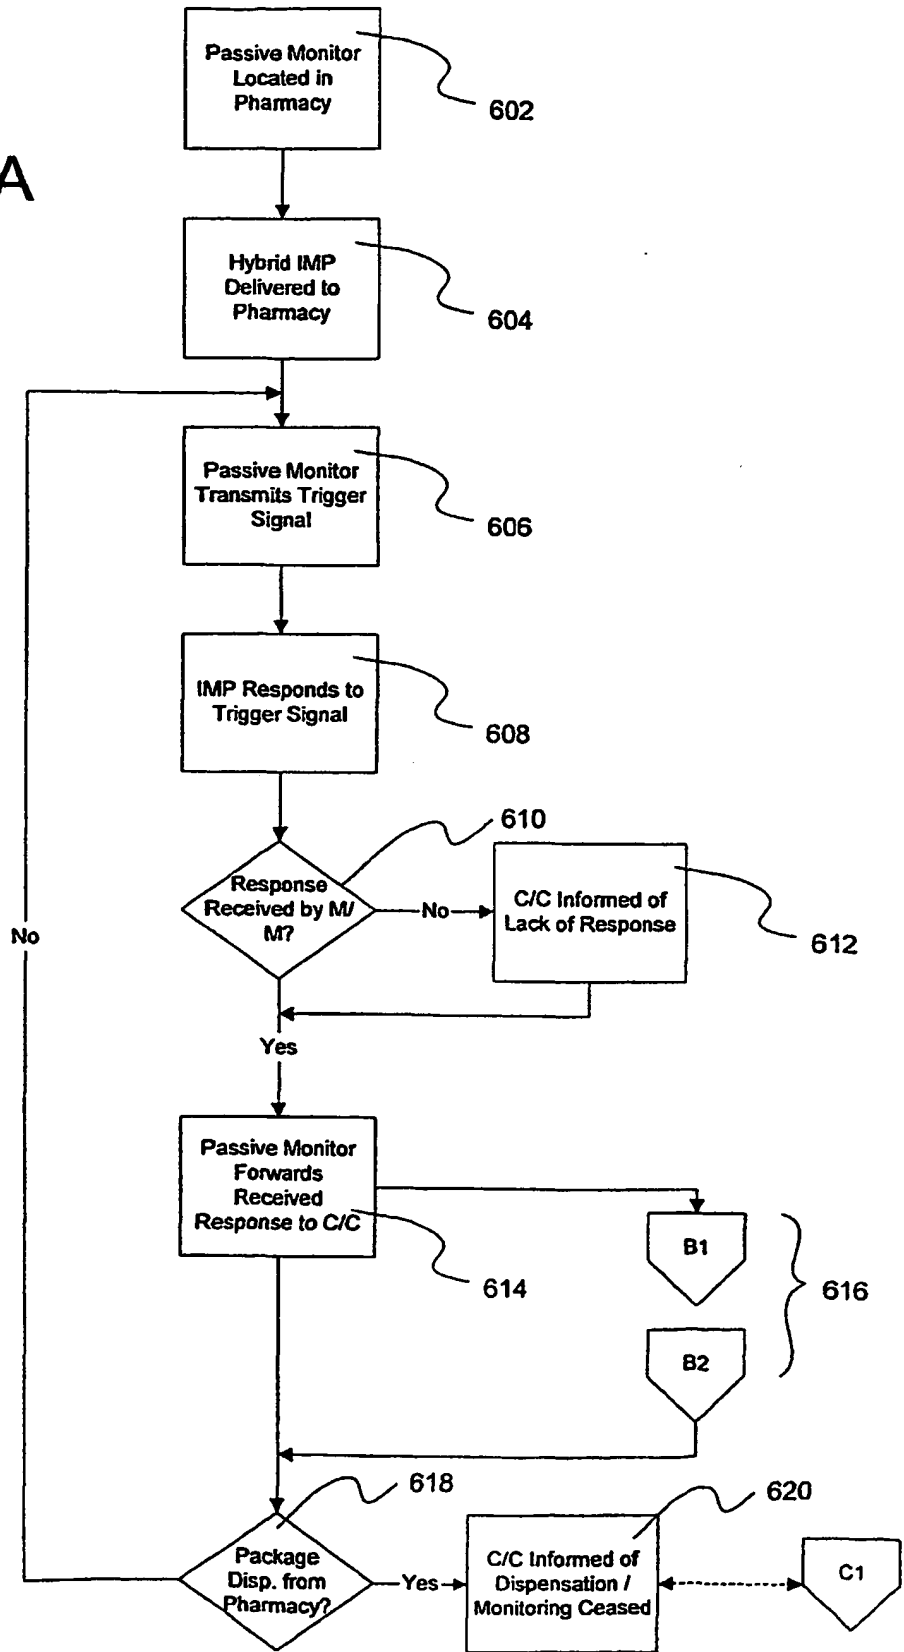 Passive Monitor
Located in
Pharmacy
602
A
Hybrid IMP
Delivered to
Pharmacy
604
Passive Monitor
Transmits Trigger
Signal
606
IMP Responds to
Trigger Signal
608
610
Response
Received by M/
M?
No
C/C Informed of
Lack of Response
612
No
Yes
Passive Monitor
Forwards
Received
Response to C/C
614
B1
616
B2
618
620
Package
Disp. from
Pharmacy?
Yes
C/C Informed of
Dispensation /
Monitoring Ceased
C1